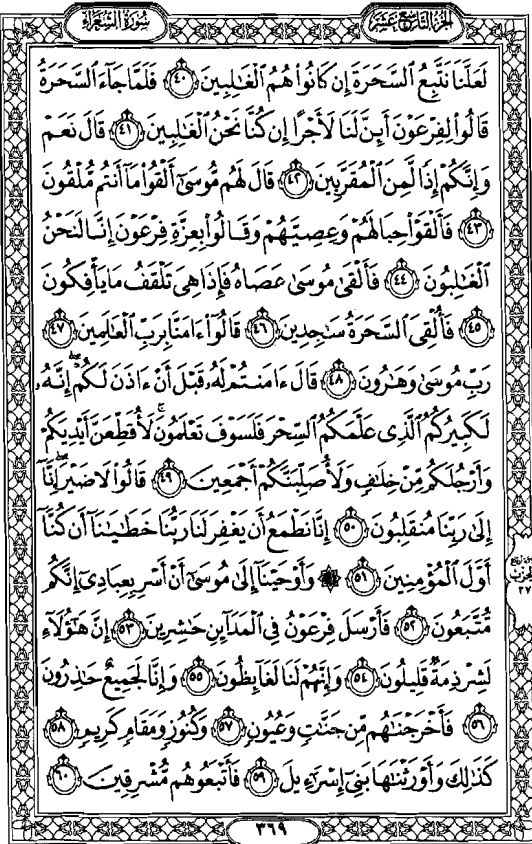 سورة الشعراء
الجزء التاسع عشر
لَعَلَّنَا نَتَّبِعُ ٱلسَّحَرَةَ إِن كَانُوا۟ هُمُ ٱلْغَـٰلِبِينَ ٤٠ فَلَمَّا جَآءَ ٱلسَّحَرَةُ
قَالُوا۟ لِفِرْعَوْنَ أَئِنَّ لَنَا لَأَجْرًا إِن كُنَّا نَحْنُ ٱلْغَـٰلِبِينَ ٤١ قَالَ نَعَمْ
وَإِنَّكُمْ إِذًا لَّمِنَ ٱلْمُقَرَّبِينَ ٤٢ قَالَ لَهُم مُّوسَىٰٓ أَلْقُوا۟ مَآ أَنتُم مُّلْقُونَ
٤٣ فَأَلْقَوْا۟ حِبَالَهُمْ وَعِصِيَّهُمْ وَقَالُوا۟ بِعِزَّةِ فِرْعَوْنَ إِنَّا لَنَحْنُ
ٱلْغَـٰلِبُونَ ٤٤ فَأَلْقَىٰ مُوسَىٰ عَصَاهُ فَإِذَا هِىَ تَلْقَفُ مَا يَأْفِكُونَ
٤٥ فَأُلْقِىَ ٱلسَّحَرَةُ سَـٰجِدِينَ ٤٦ قَالُوٓا۟ ءَامَنَّا بِرَبِّ ٱلْعَـٰلَمِينَ ٤٧
رَبِّ مُوسَىٰ وَهَـٰرُونَ ٤٨ قَالَ ءَامَنتُمْ لَهُۥ قَبْلَ أَنْ ءَاذَنَ لَكُمْ ۖ إِنَّهُۥ
لَكَبِيرُكُمُ ٱلَّذِى عَلَّمَكُمُ ٱلسِّحْرَ فَلَسَوْفَ تَعْلَمُونَ ۚ لَأُقَطِّعَنَّ أَيْدِيَكُمْ
وَأَرْجُلَكُم مِّنْ خِلَـٰفٍ وَلَأُصَلِّبَنَّكُمْ أَجْمَعِينَ ٤٩ قَالُوا۟ لَا ضَيْرَ ۖ إِنَّآ
إِلَىٰ رَبِّنَا مُنقَلِبُونَ ٥٠ إِنَّا نَطْمَعُ أَن يَغْفِرَ لَنَا رَبُّنَا خَطَـٰيَـٰنَآ أَن كُنَّآ
أَوَّلَ ٱلْمُؤْمِنِينَ ٥١ ۞ وَأَوْحَيْنَآ إِلَىٰ مُوسَىٰٓ أَنْ أَسْرِ بِعِبَادِىٓ إِنَّكُم
مُّتَّبَعُونَ ٥٢ فَأَرْسَلَ فِرْعَوْنُ فِى ٱلْمَدَآئِنِ حَـٰشِرِينَ ٥٣ إِنَّ هَـٰٓؤُلَآءِ
لَشِرْذِمَةٌ قَلِيلُونَ ٥٤ وَإِنَّهُمْ لَنَا لَغَآئِظُونَ ٥٥ وَإِنَّا لَجَمِيعٌ حَـٰذِرُونَ
٥٦ فَأَخْرَجْنَـٰهُم مِّن جَنَّـٰتٍ وَعُيُونٍ ٥٧ وَكُنُوزٍ وَمَقَامٍ كَرِيمٍ ٥٨
كَذَٰلِكَ وَأَوْرَثْنَـٰهَا بَنِىٓ إِسْرَٰٓءِيلَ ٥٩ فَأَتْبَعُوهُم مُّشْرِقِينَ ٦٠
الحزب
٣٧
٣٦٩